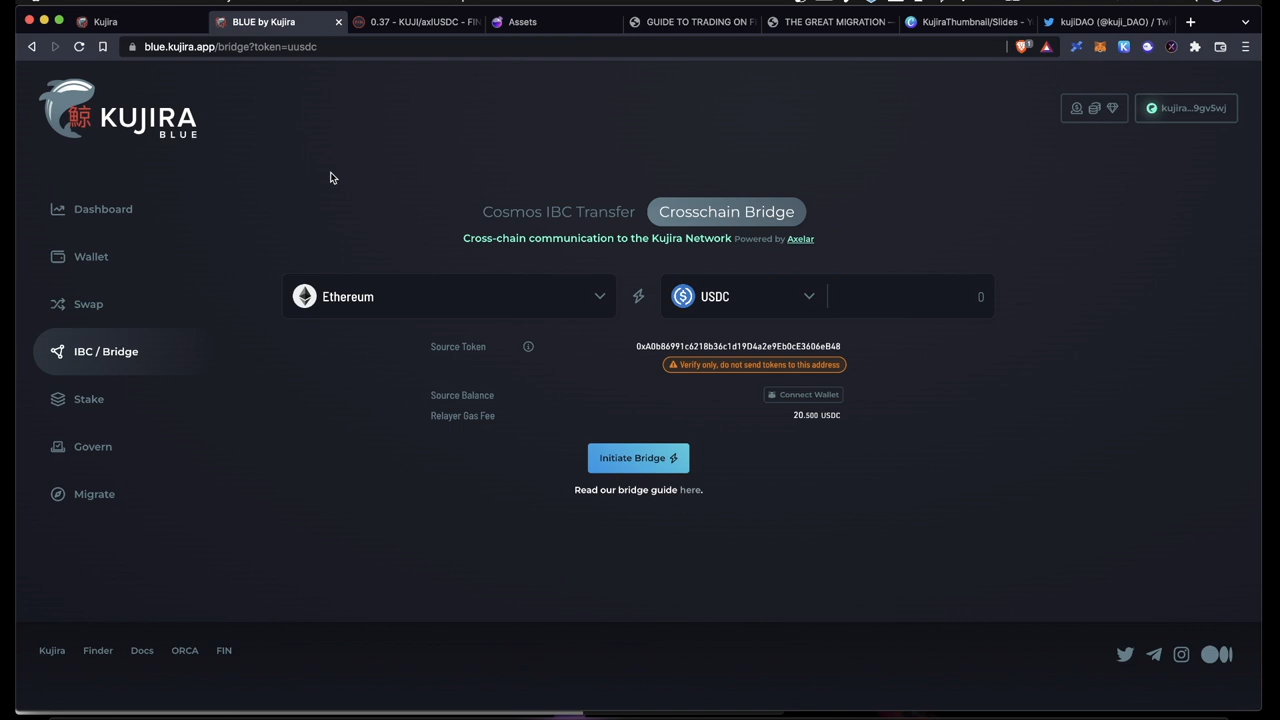 Kujira
BLUE by Kujira
0.37 - KUJI/axlUSDC - FIN
Assets
GUIDE TO TRADING ON F
THE GREAT MIGRATION –
KujiraThumbnail/Slides - Y
kujiDAO (@kuji_DAO) / Tw
blue.kujira.app/bridge?token=uusdc
1
鯨 KUJIRA
BLUE
kujira...9gv5wj
Dashboard
Wallet
Swap
IBC / Bridge
Stake
Govern
Migrate
Cosmos IBC Transfer
Crosschain Bridge
Cross-chain communication to the Kujira Network Powered by Axelar
Ethereum
USDC
0
Source Token
0xA0b86991c6218b36c1d19D4a2e9Eb0cE3606eB48
Verify only, do not send tokens to this address
Source Balance
Connect Wallet
Relayer Gas Fee
20.500 USDC
Initiate Bridge
Read our bridge guide here.
Kujira
Finder
Docs
ORCA
FIN